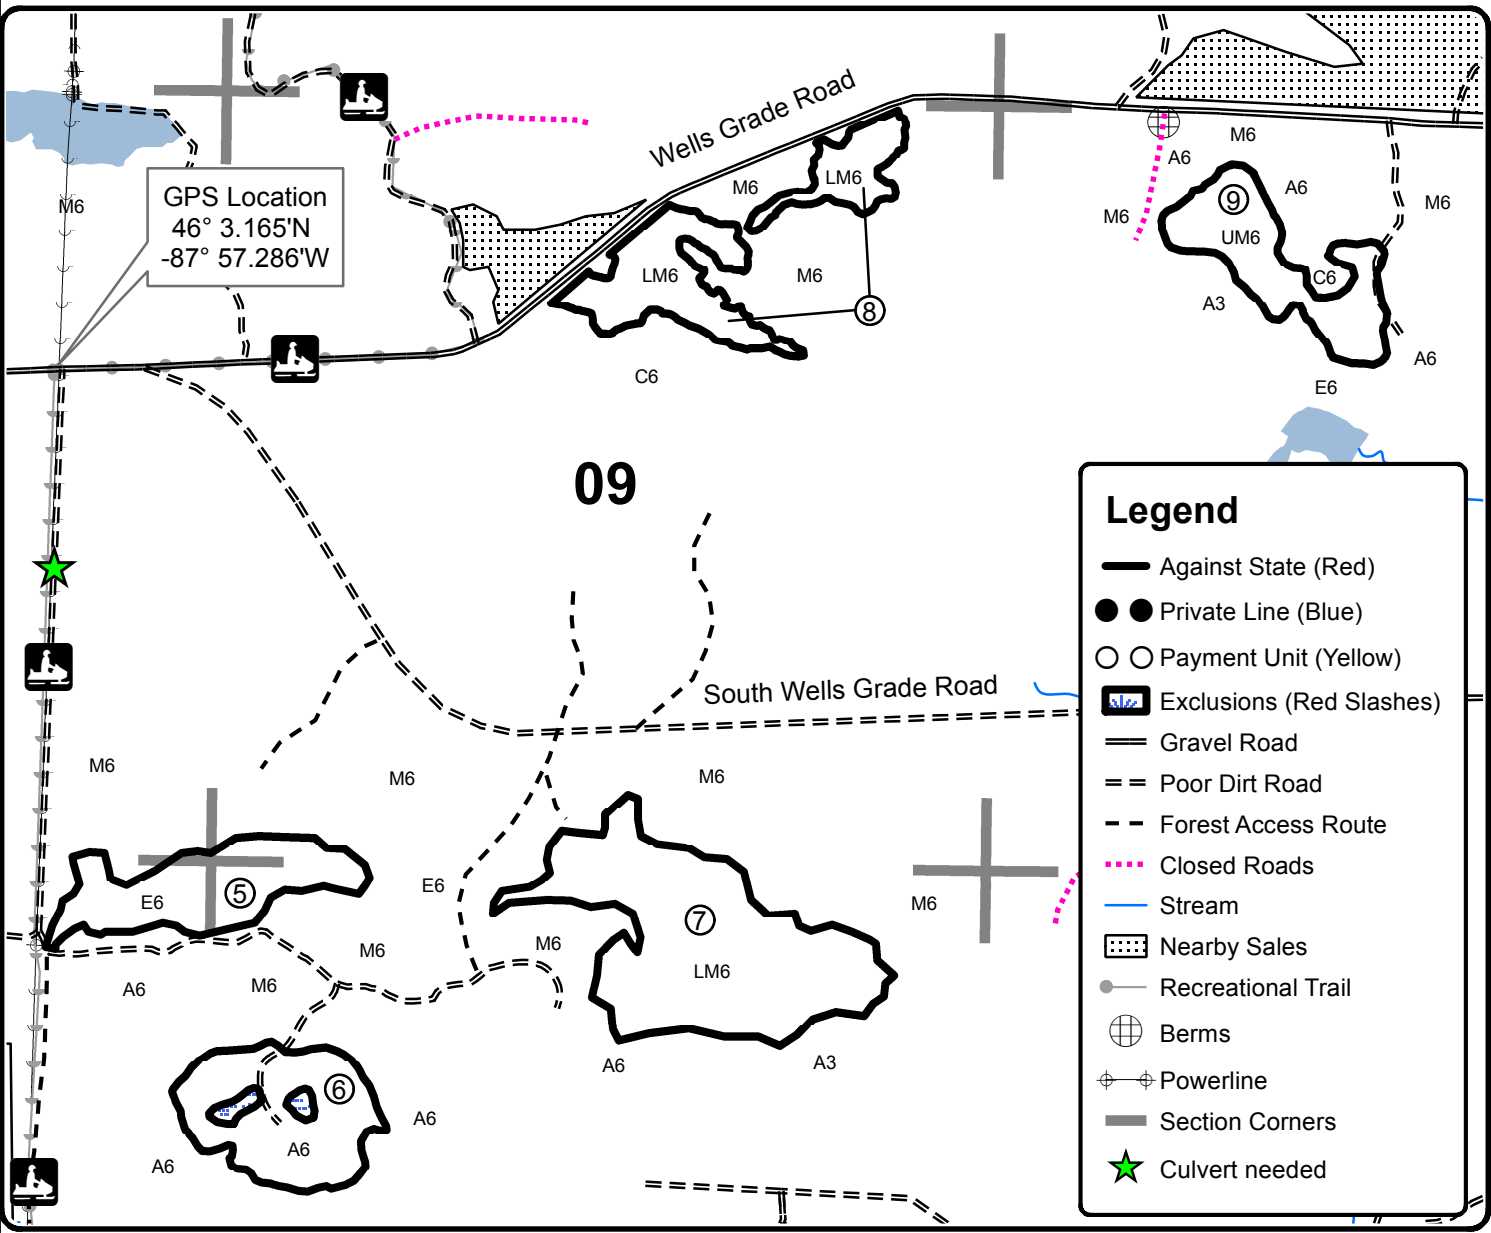 Wells Grade Road
M6
A6
M6
LM6
A6
9
M6
GPS Location
46° 3.165'N
-87° 57.286'W
M6
M6
UM6
LM6
M6
C6
A3
8
A6
C6
E6
09
Legend
Against State (Red)
Private Line (Blue)
Payment Unit (Yellow)
Exclusions (Red Slashes)
Gravel Road
Poor Dirt Road
Forest Access Route
Closed Roads
Stream
Nearby Sales
Recreational Trail
Berms
Powerline
Section Corners
Culvert needed
South Wells Grade Road
M6
M6
M6
E6
5
E6
M6
7
M6
M6
LM6
A6
M6
A6
A3
6
A6
A6
A6